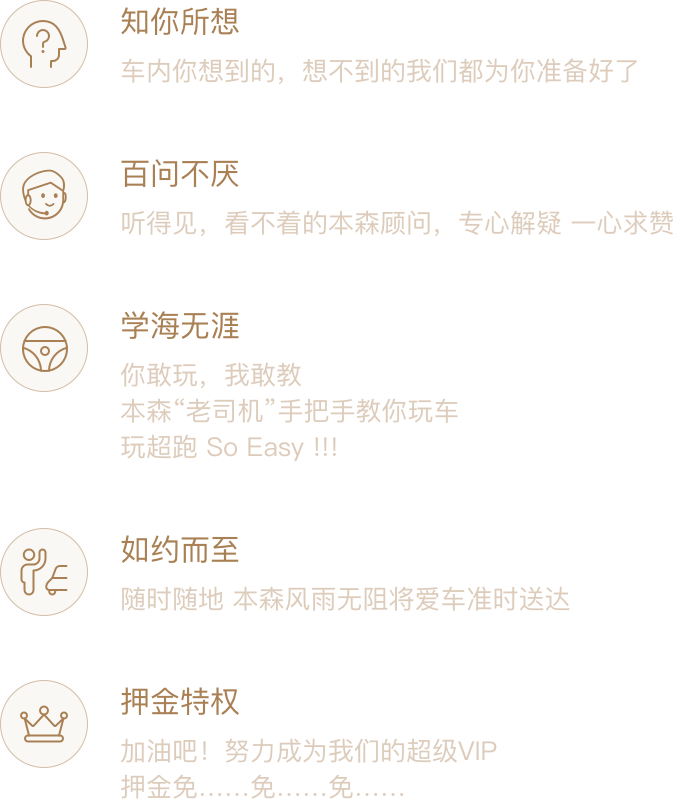 知你所想
车内你想到的，想不到的我们都为你准备好了
百问不厌
听得见，看不着的本森顾问，专心解疑 一心求赞
学海无涯
你敢玩，我敢教
本森“老司机”手把手教你玩车
玩超跑 So Easy !!!
如约而至
随时随地 本森风雨无阻将爱车准时送达
押金特权
加油吧！努力成为我们的超级VIP
押金免……免……免……